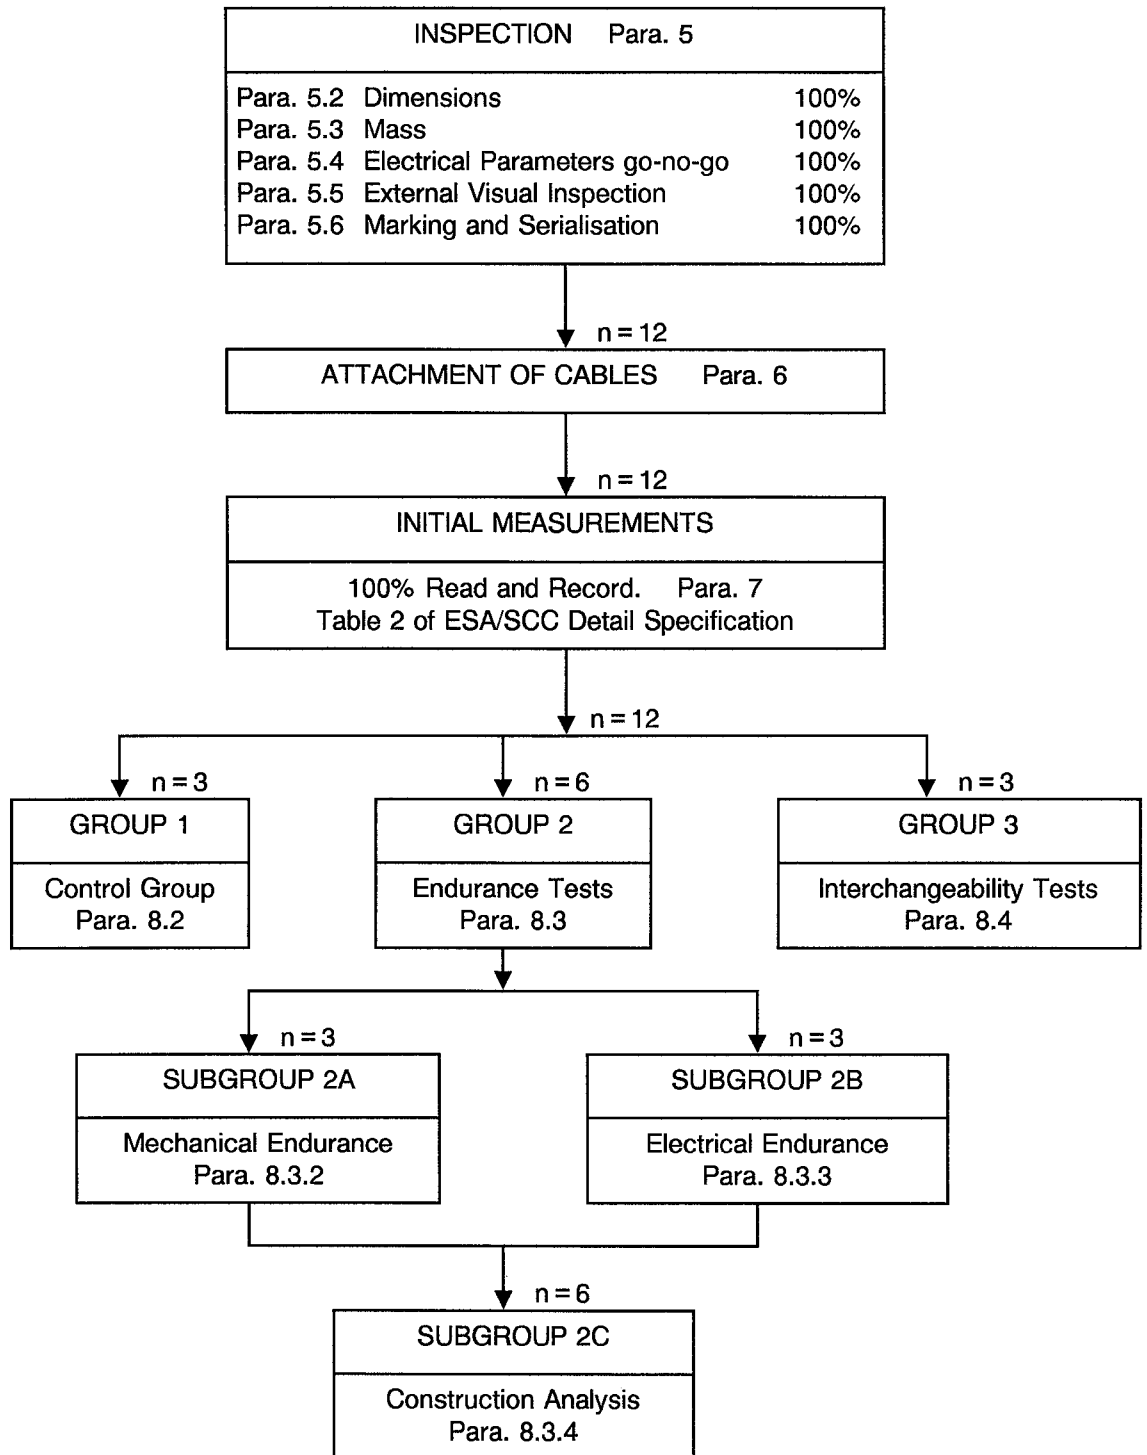 INSPECTION Para. 5
Para. 5.2 Dimensions 100%
Para. 5.3 Mass 100%
Para. 5.4 Electrical Parameters go-no-go 100%
Para. 5.5 External Visual Inspection 100%
Para. 5.6 Marking and Serialisation 100%
n = 12
ATTACHMENT OF CABLES Para. 6
n = 12
INITIAL MEASUREMENTS
100% Read and Record. Para. 7
Table 2 of ESA/SCC Detail Specification
n = 12
n = 3
GROUP 1
Control Group
Para. 8.2
n = 6
GROUP 2
Endurance Tests
Para. 8.3
n = 3
GROUP 3
Interchangeability Tests
Para. 8.4
n = 3
SUBGROUP 2A
Mechanical Endurance
Para. 8.3.2
n = 3
SUBGROUP 2B
Electrical Endurance
Para. 8.3.3
n = 6
SUBGROUP 2C
Construction Analysis
Para. 8.3.4